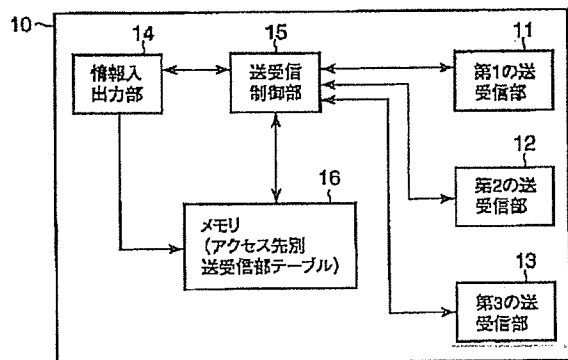 10
14
情報入
出力部
15
送受信
制御部
11
第1の送
受信部
12
第2の送
受信部
16
メモリ
(アクセス先別
送受信部テーブル)
13
第3の送
受信部